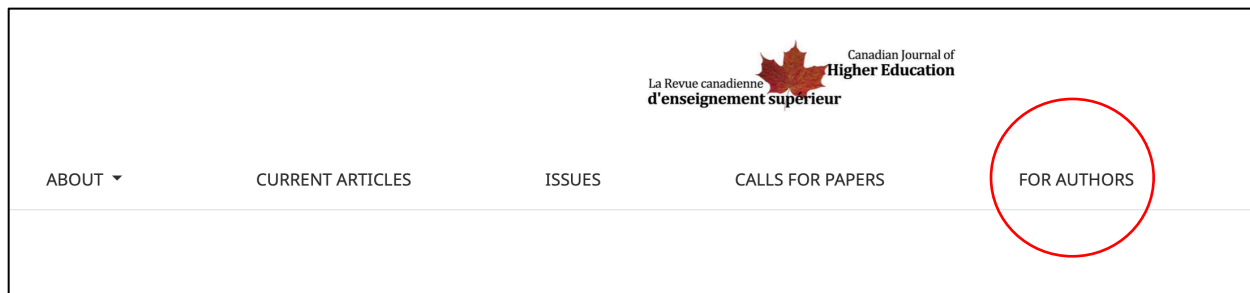 Canadian Journal of
Higher Education
La Revue canadienne
d'enseignement supérieur
ABOUT
CURRENT ARTICLES
ISSUES
CALLS FOR PAPERS
FOR AUTHORS